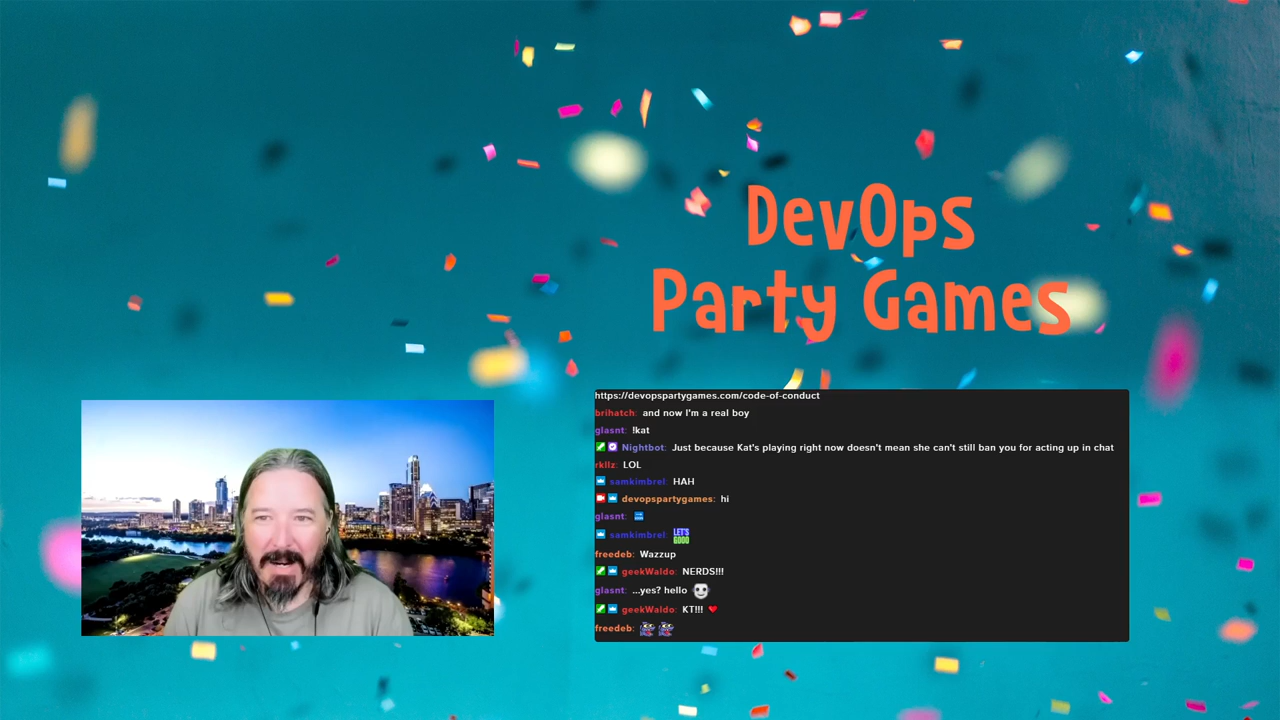 DevOps
Party Games
https://devopspartygames.com/code-of-conduct
brihatch: and now I'm a real boy
glasnt: !kat
Nightbot: Just because Kat's playing right now doesn't mean she can't still ban you for acting up in chat
rkllz: LOL
samkimbrel: HAH
devopspartygames: hi
glasnt:
samkimbrel: LET'S GOOD
freedeb: Wazzup
geekWaldo: NERDS!!!
glasnt: ...yes? hello
geekWaldo: KT!!! ♥
freedeb: